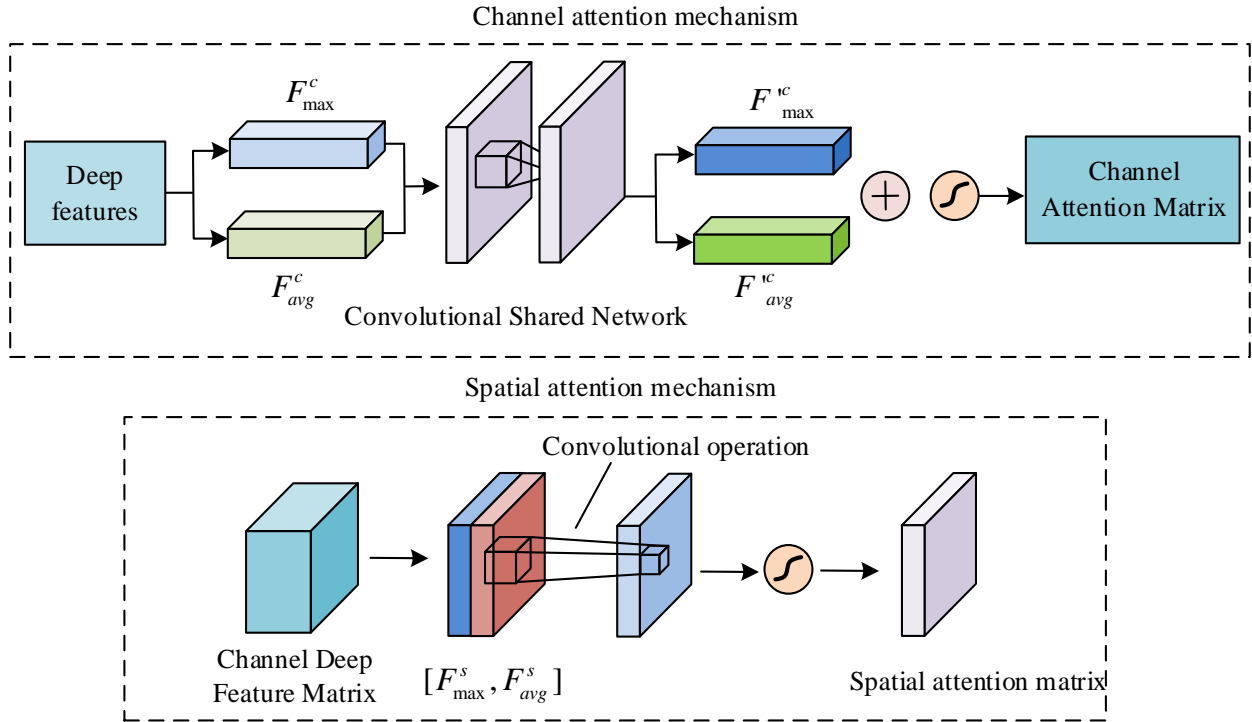 Channel attention mechanism
F^c_max
F'^c_max
Deep
features
Channel
Attention Matrix
F^c_avg
F'^c_avg
Convolutional Shared Network
Spatial attention mechanism
Convolutional operation
Channel Deep
Feature Matrix
[F^s_max, F^s_avg]
Spatial attention matrix